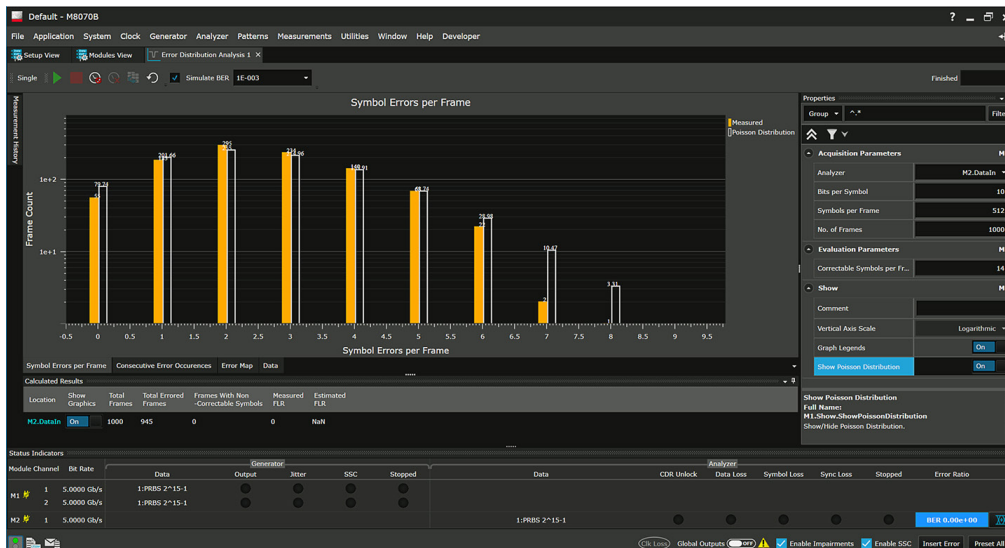 Default - M8070B
File Application System Clock Generator Analyzer Patterns Measurements Utilities Window Help Developer
Setup View Modules View Error Distribution Analysis 1
Single Simulate BER 1E-003 Finished
Measurement History
Symbol Errors per Frame
Measured
Poisson Distribution
Frame Count
1e+2
1e+1
79.74
201.66
295
234
140
68.74
28.98
22
10.47
2
3.31
1
-0.5 0 0.5 1 1.5 2 2.5 3 3.5 4 4.5 5 5.5 6 6.5 7 7.5 8 8.5 9 9.5
Symbol Errors per Frame
Symbol Errors per Frame Consecutive Error Occurences Error Map Data
Properties
Group ^.* Filte
Acquisition Parameters M
Analyzer M2.DataIn
Bits per Symbol 10
Symbols per Frame 512
No. of Frames 1000
Evaluation Parameters M
Correctable Symbols per Fr... 14
Show M
Comment
Vertical Axis Scale Logarithmic
Graph Legends On
Show Poisson Distribution On
Show Poisson Distribution
Full Name:
M1.Show.ShowPoissonDistribution
Show/Hide Poisson Distribution.
Calculated Results
Location Show Graphics Total Frames Total Errored Frames Frames With Non -Correctable Symbols Measured FLR Estimated FLR
M2.DataIn On 1000 945 0 0 NaN
Status Indicators
Generator Analyzer
Module Channel Bit Rate Data Output Jitter SSC Stopped Data CDR Unlock Data Loss Symbol Loss Sync Loss Stopped Error Ratio
M1 1 5.0000 Gb/s 1:PRBS 2^15-1
2 5.0000 Gb/s 1:PRBS 2^15-1
M2 1 5.0000 Gb/s 1:PRBS 2^15-1 BER 0.00e+00
Clk Loss Global Outputs OFF Enable Impairments Enable SSC Insert Error Preset All